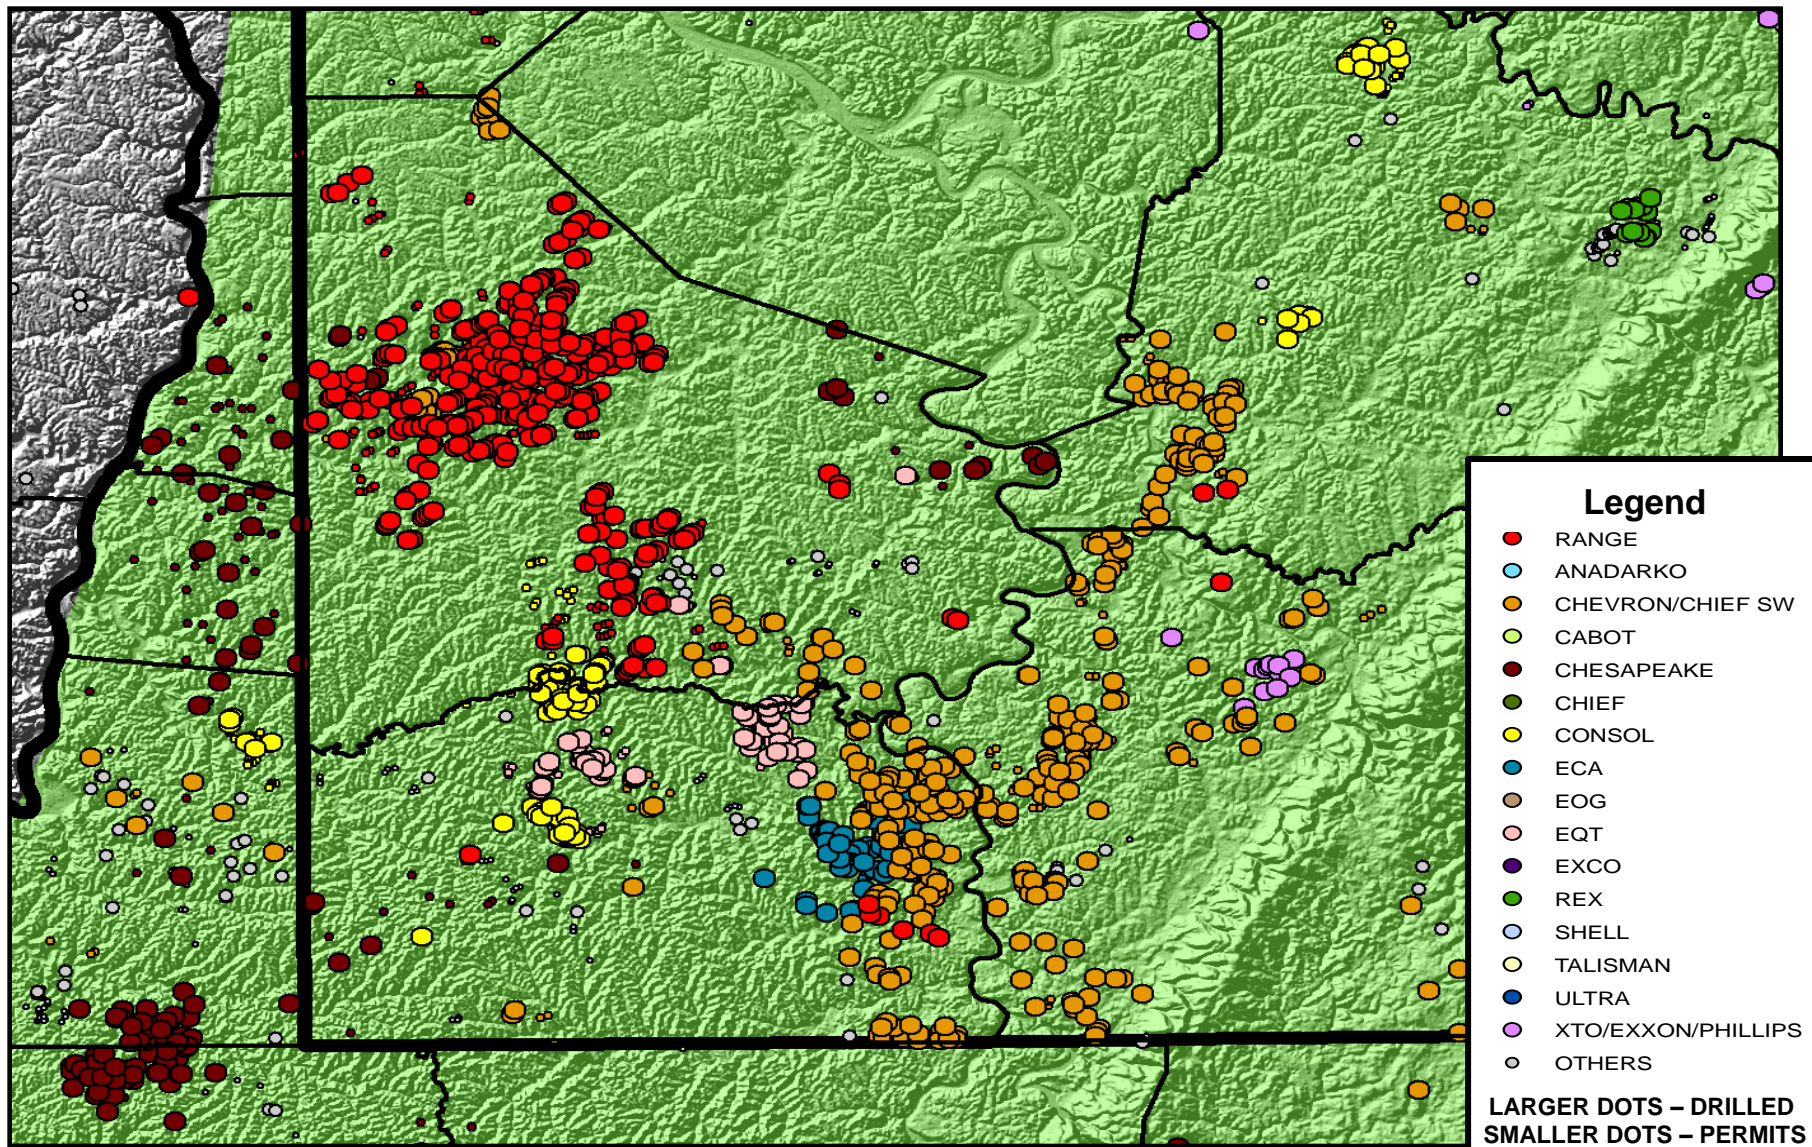 Legend
RANGE
ANADARKO
CHEVRON/CHIEF SW
CABOT
CHESAPEAKE
CHIEF
CONSOL
ECA
EOG
EQT
EXCO
REX
SHELL
TALISMAN
ULTRA
XTO/EXXON/PHILLIPS
OTHERS
LARGER DOTS – DRILLED
SMALLER DOTS – PERMITS